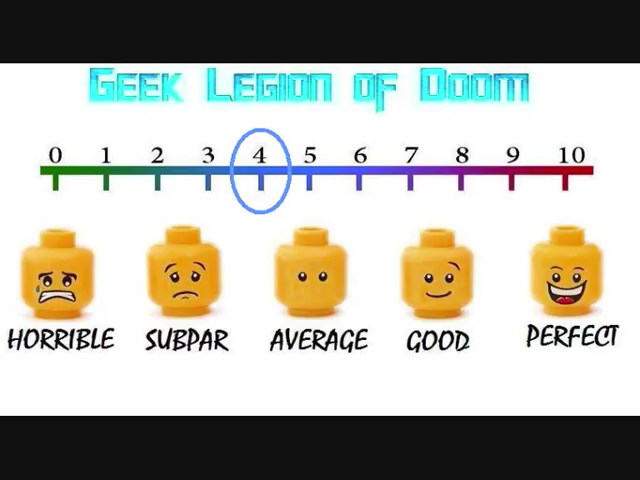 GEEK LEGION OF DOOM
0 1 2 3 4 5 6 7 8 9 10
HORRIBLE SUBPAR AVERAGE GOOD PERFECT